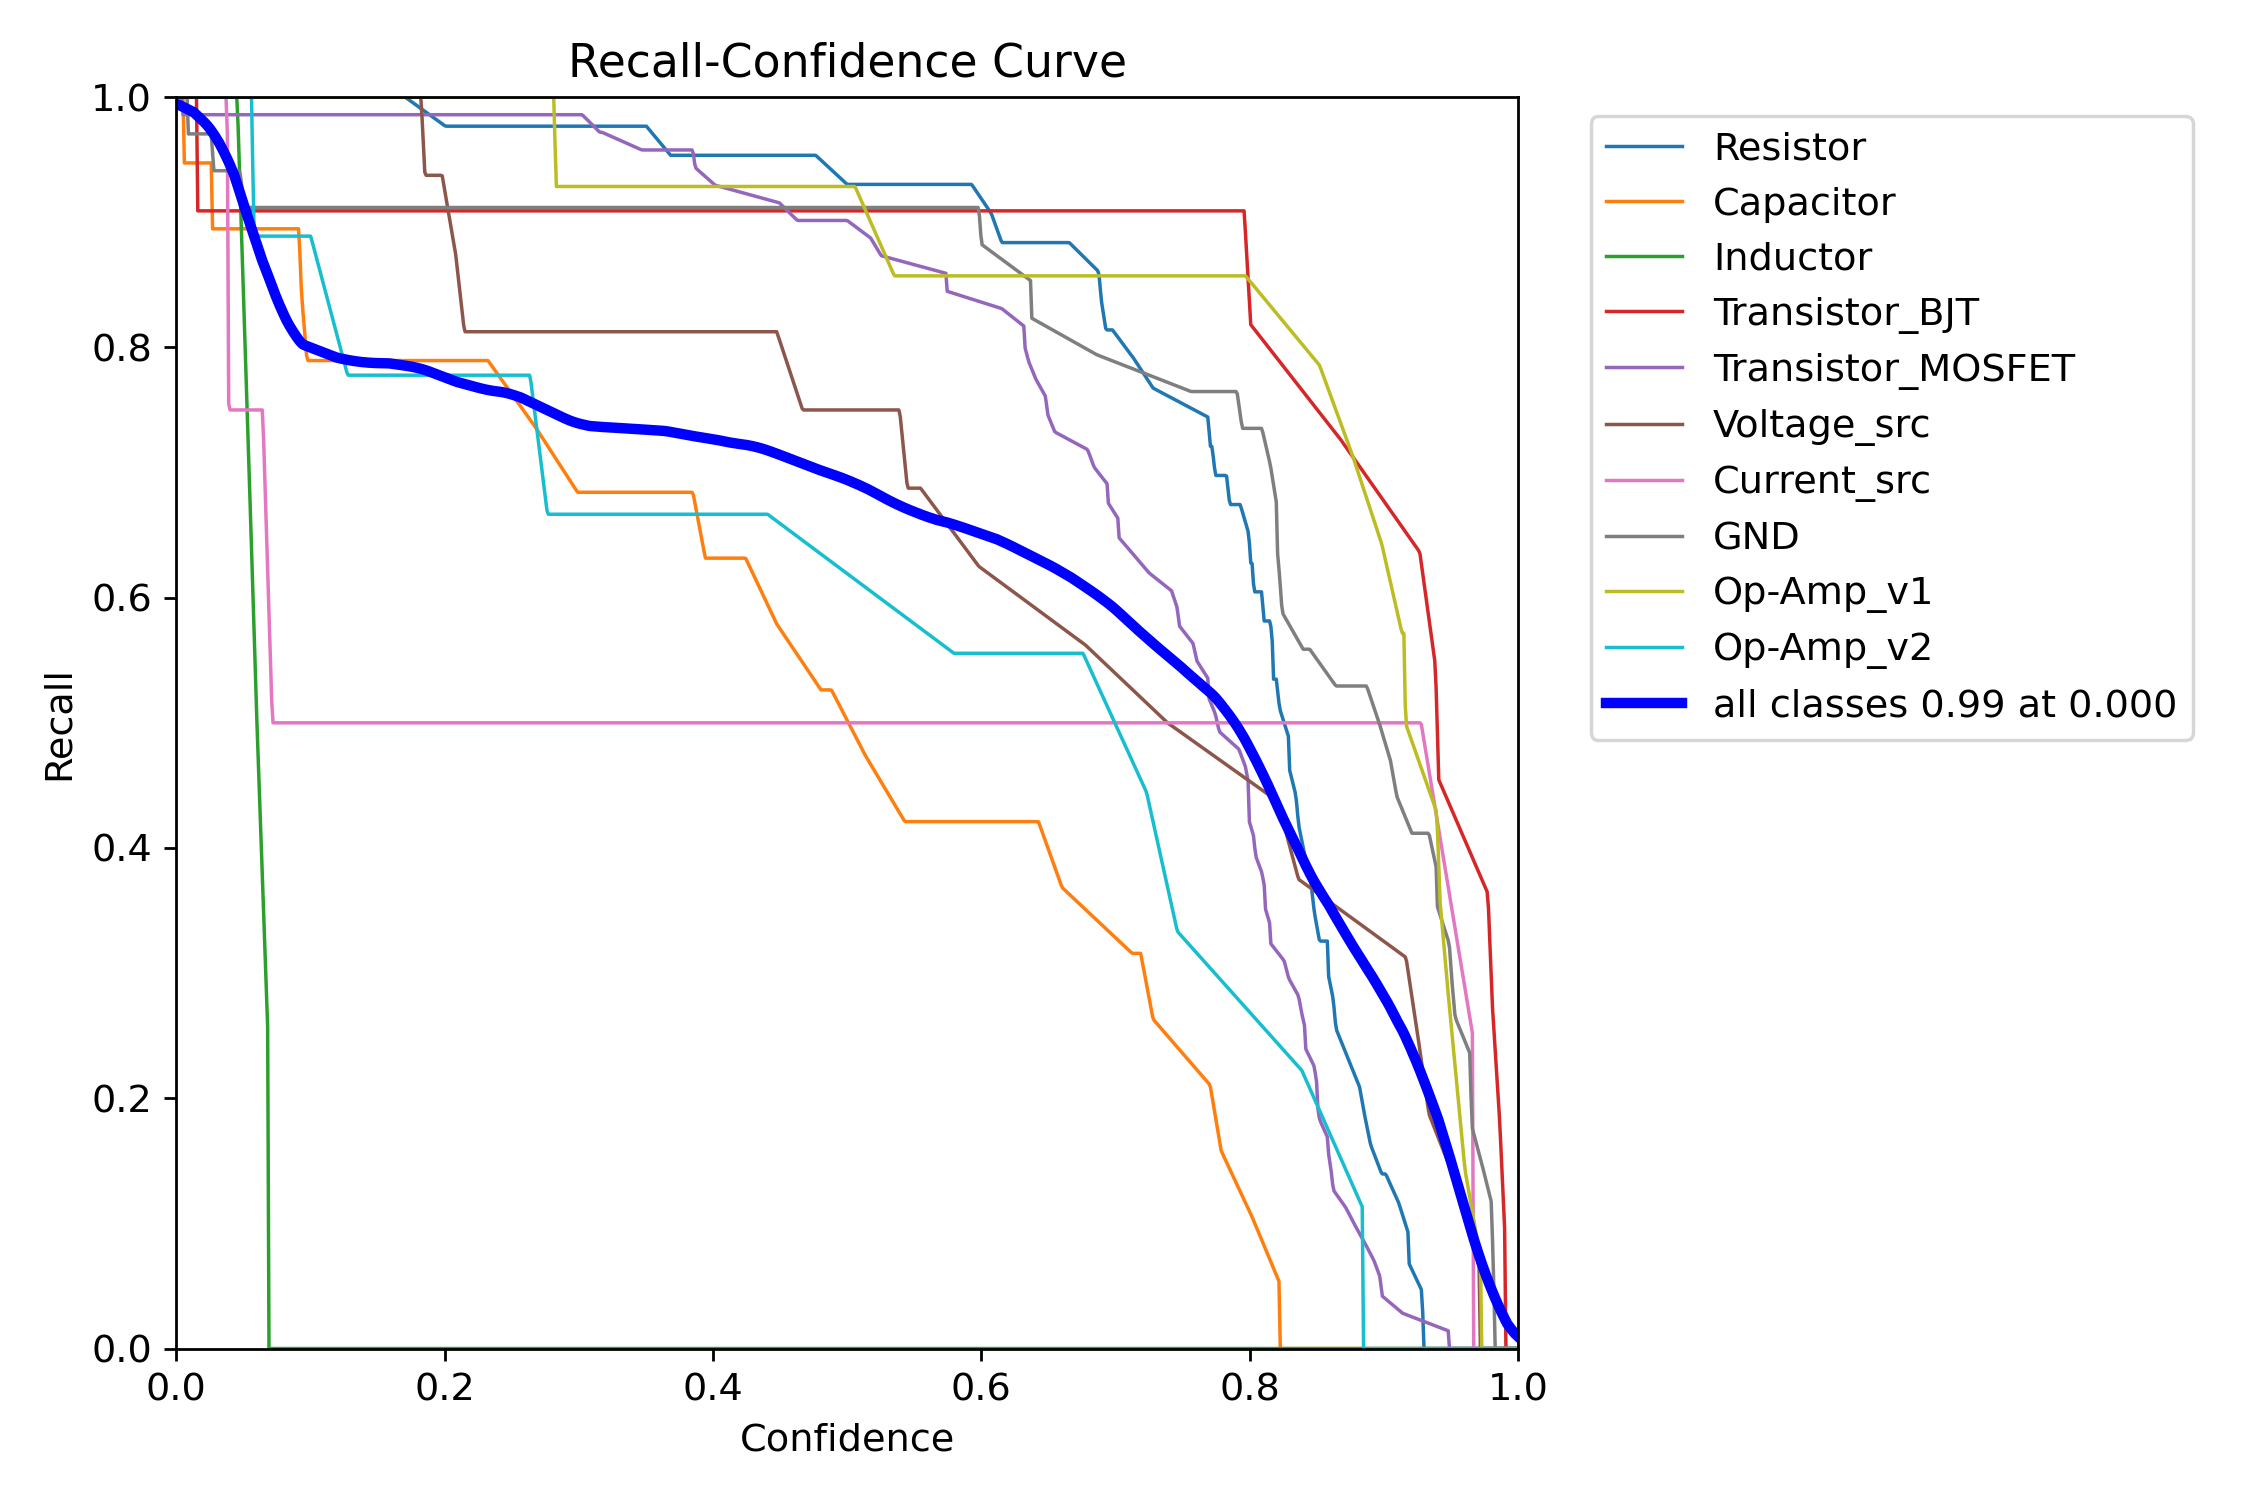 Recall-Confidence Curve
1.0
0.8
0.6
0.4
0.2
0.0
Recall
0.0 0.2 0.4 0.6 0.8 1.0
Confidence
Resistor
Capacitor
Inductor
Transistor_BJT
Transistor_MOSFET
Voltage_src
Current_src
GND
Op-Amp_v1
Op-Amp_v2
all classes 0.99 at 0.000